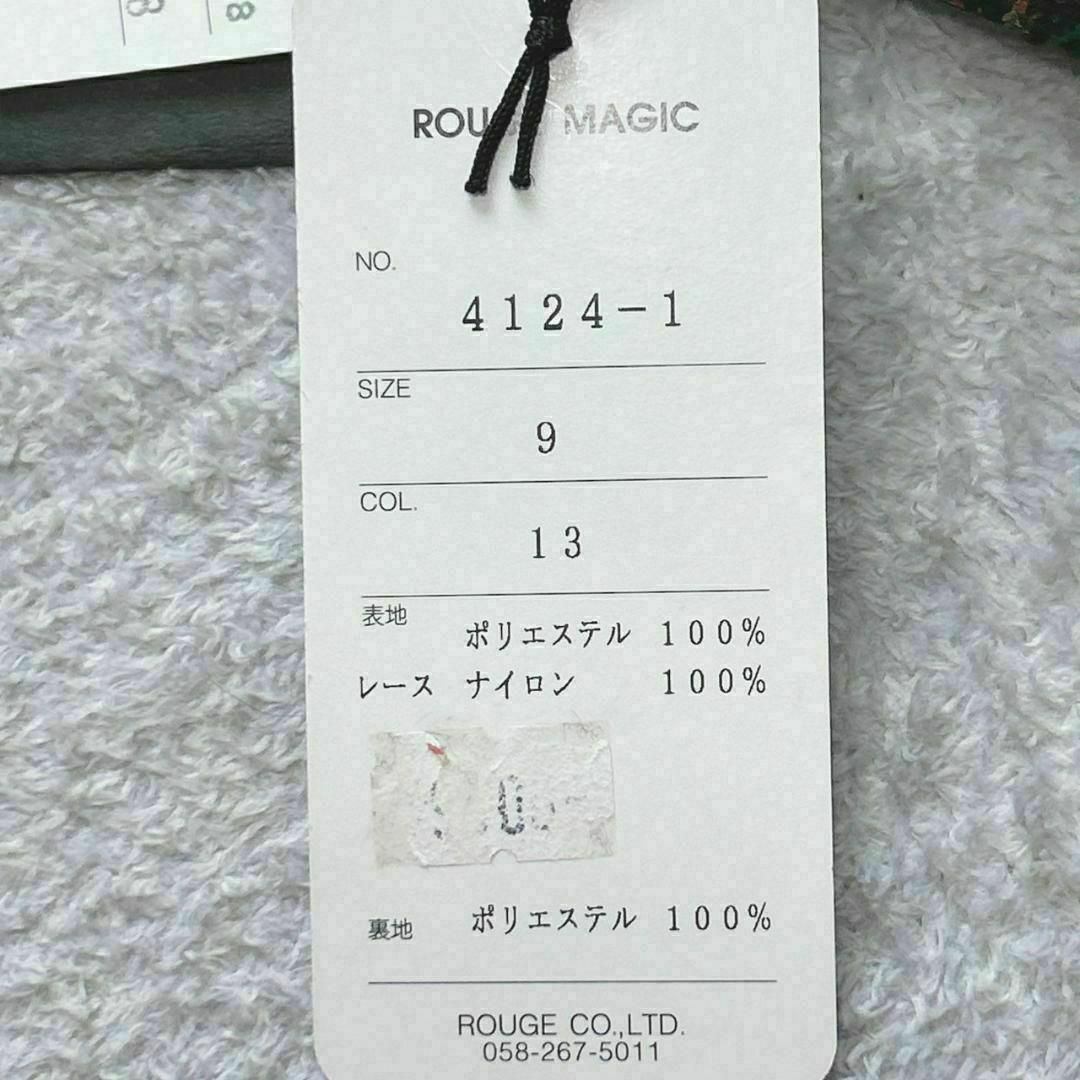 ROUGE MAGIC
NO.
4124-1
SIZE
9
COL.
13
表地 ポリエステル 100%
レース ナイロン 100%
裏地 ポリエステル 100%
ROUGE CO.,LTD.
058-267-5011